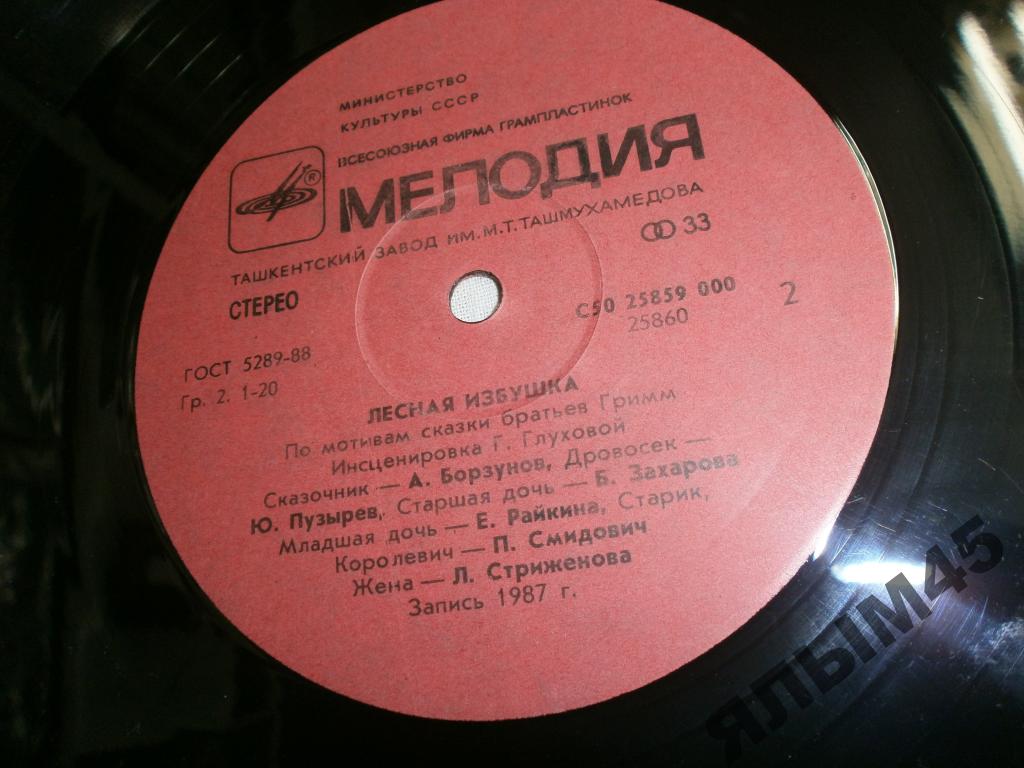 МИНИСТЕРСТВО
КУЛЬТУРЫ СССР
ВСЕСОЮЗНАЯ ФИРМА ГРАМПЛАСТИНОК
®
МЕЛОДИЯ
ТАШКЕНТСКИЙ ЗАВОД ИМ. М.Т. ТАШМУХАМЕДОВА
СТЕРЕО
33
С50 25859 000
25860
2
ГОСТ 5289-88
Гр. 2. 1-20
ЛЕСНАЯ ИЗБУШКА
По мотивам сказки братьев Гримм
Инсценировка Г. Глуховой
Сказочник — А. Борзунов, Дровосек —
Ю. Пузырев, Старшая дочь — Б. Захарова
Младшая дочь — Е. Райкина, Старик,
Королевич — П. Смидович
Жена — Л. Стриженова
Запись 1987 г.
ЯЛЫМ45